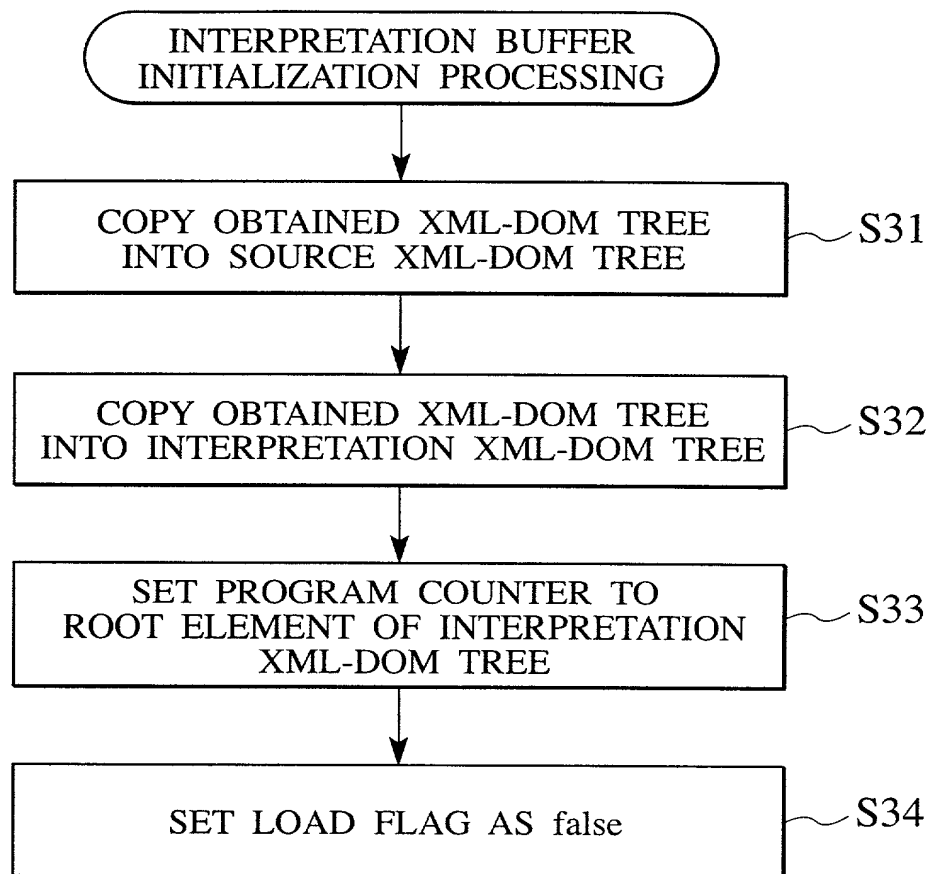 INTERPRETATION BUFFER
INITIALIZATION PROCESSING
COPY OBTAINED XML-DOM TREE
INTO SOURCE XML-DOM TREE
S31
COPY OBTAINED XML-DOM TREE
INTO INTERPRETATION XML-DOM TREE
S32
SET PROGRAM COUNTER TO
ROOT ELEMENT OF INTERPRETATION
XML-DOM TREE
S33
SET LOAD FLAG AS false
S34